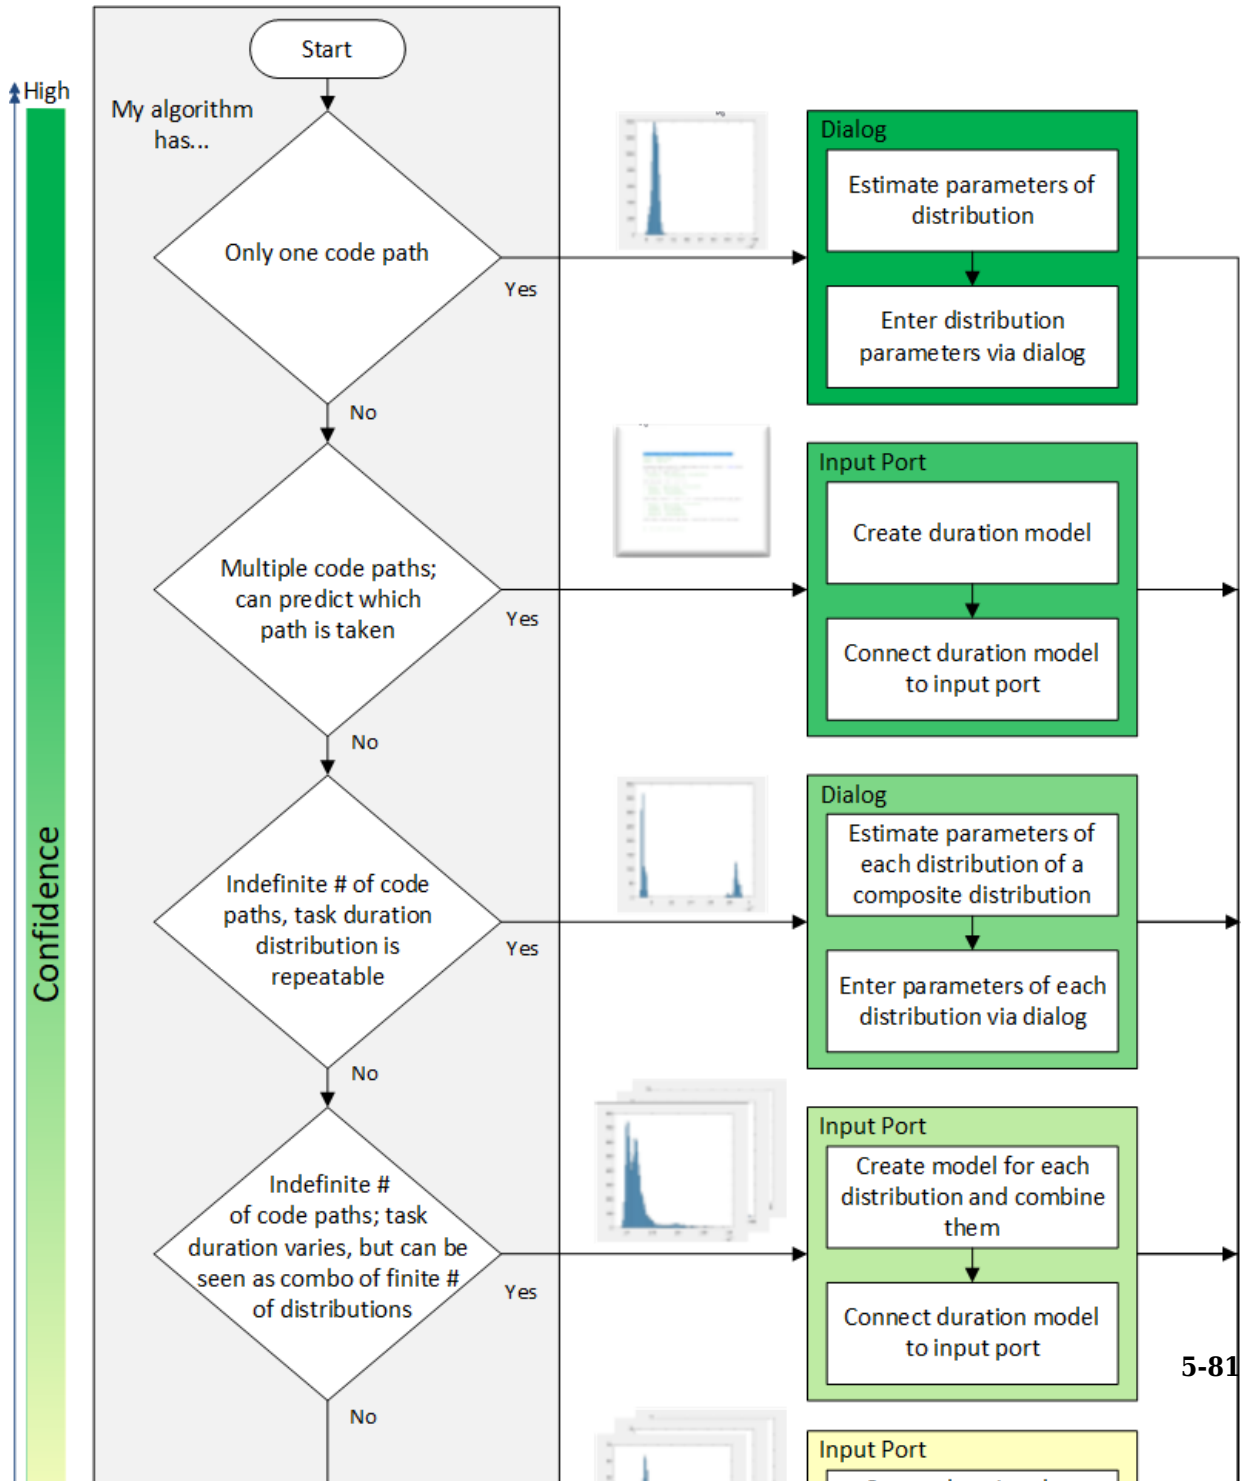 Start
High
My algorithm
has...
Only one code path
Yes
Dialog
Estimate parameters of
distribution
Enter distribution
parameters via dialog
No
Multiple code paths;
can predict which
path is taken
Yes
Input Port
Create duration model
Connect duration model
to input port
No
Confidence
Indefinite # of code
paths, task duration
distribution is
repeatable
Yes
Dialog
Estimate parameters of
each distribution of a
composite distribution
Enter parameters of each
distribution via dialog
No
Indefinite #
of code paths; task
duration varies, but can be
seen as combo of finite #
of distributions
Yes
Input Port
Create model for each
distribution and combine
them
Connect duration model
to input port
5-81
No
Input Port